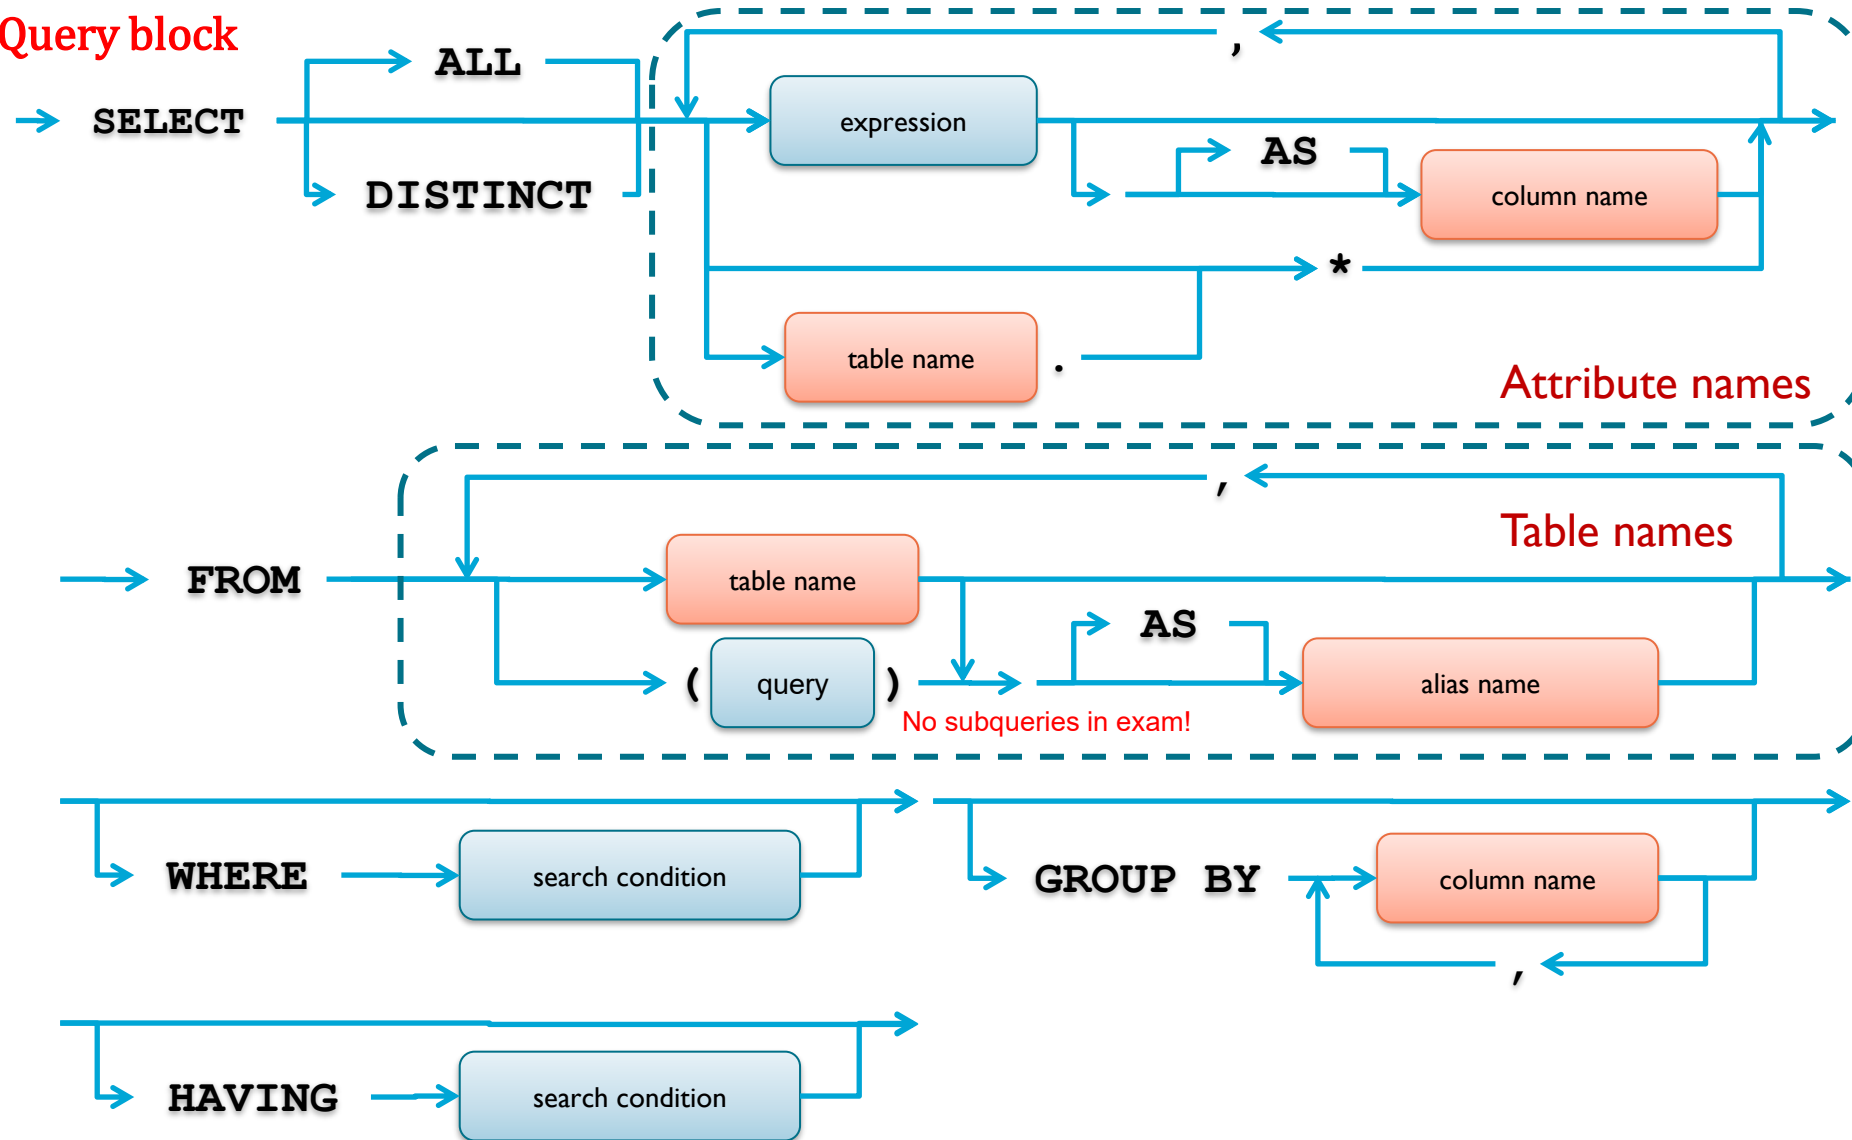 Query block
ALL
,
SELECT
expression
AS
DISTINCT
column name
*
table name
.
Attribute names
,
Table names
FROM
table name
AS
( query )
alias name
No subqueries in exam!
WHERE
search condition
GROUP BY
column name
,
HAVING
search condition